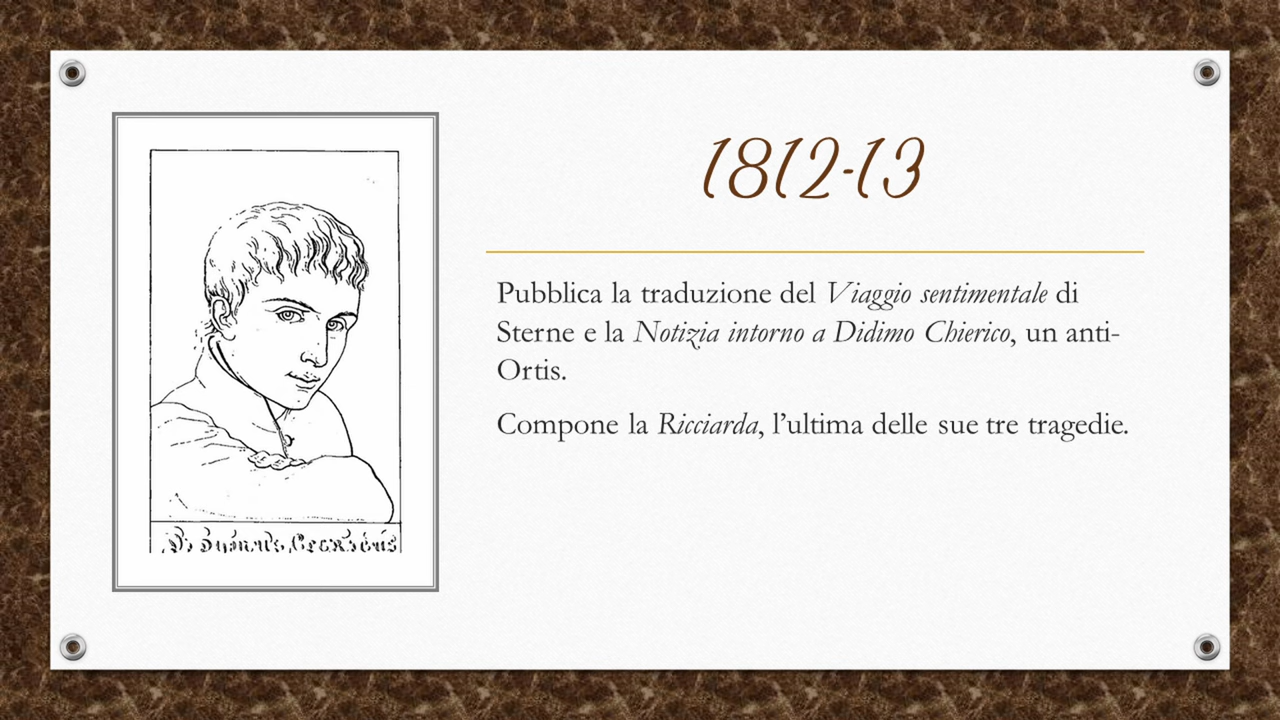 1812-13
Pubblica la traduzione del Viaggio sentimentale di
Sterne e la Notizia intorno a Didimo Chierico, un anti-
Ortis.
Compone la Ricciarda, l’ultima delle sue tre tragedie.